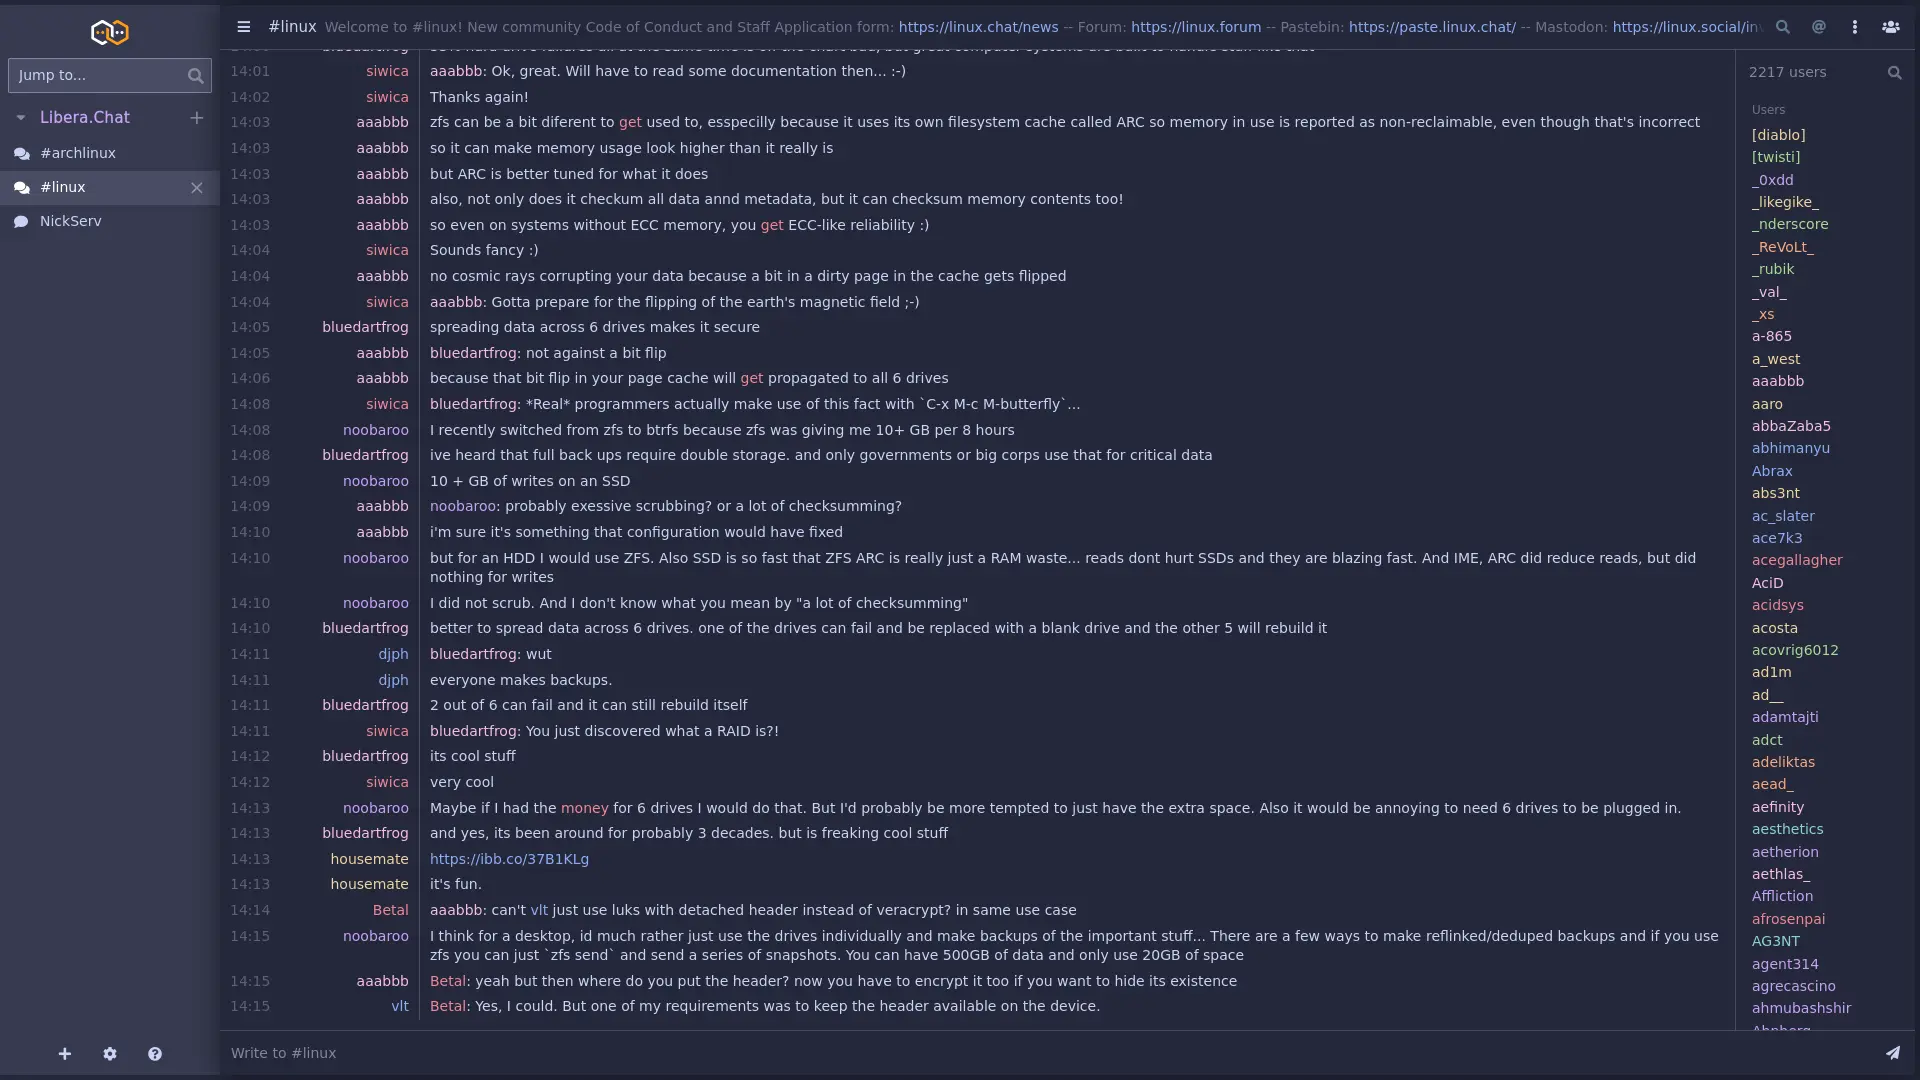 Jump to...
Libera.Chat
#archlinux
#linux
NickServ
#linux Welcome to #linux! New community Code of Conduct and Staff Application form: https://linux.chat/news -- Forum: https://linux.forum -- Pastebin: https://paste.linux.chat/ -- Mastodon: https://linux.social/in
14:01 siwica aaabbb: Ok, great. Will have to read some documentation then... :-)
14:02 siwica Thanks again!
14:03 aaabbb zfs can be a bit diferent to get used to, esspecilly because it uses its own filesystem cache called ARC so memory in use is reported as non-reclaimable, even though that's incorrect
14:03 aaabbb so it can make memory usage look higher than it really is
14:03 aaabbb but ARC is better tuned for what it does
14:03 aaabbb also, not only does it checkum all data annd metadata, but it can checksum memory contents too!
14:03 aaabbb so even on systems without ECC memory, you get ECC-like reliability :)
14:04 siwica Sounds fancy :)
14:04 aaabbb no cosmic rays corrupting your data because a bit in a dirty page in the cache gets flipped
14:04 siwica aaabbb: Gotta prepare for the flipping of the earth's magnetic field ;-)
14:05 bluedartfrog spreading data across 6 drives makes it secure
14:05 aaabbb bluedartfrog: not against a bit flip
14:06 aaabbb because that bit flip in your page cache will get propagated to all 6 drives
14:08 siwica bluedartfrog: *Real* programmers actually make use of this fact with `C-x M-c M-butterfly`...
14:08 noobaroo I recently switched from zfs to btrfs because zfs was giving me 10+ GB per 8 hours
14:08 bluedartfrog ive heard that full back ups require double storage. and only governments or big corps use that for critical data
14:09 noobaroo 10 + GB of writes on an SSD
14:09 aaabbb noobaroo: probably exessive scrubbing? or a lot of checksumming?
14:10 aaabbb i'm sure it's something that configuration would have fixed
14:10 noobaroo but for an HDD I would use ZFS. Also SSD is so fast that ZFS ARC is really just a RAM waste... reads dont hurt SSDs and they are blazing fast. And IME, ARC did reduce reads, but did
nothing for writes
14:10 noobaroo I did not scrub. And I don't know what you mean by "a lot of checksumming"
14:10 bluedartfrog better to spread data across 6 drives. one of the drives can fail and be replaced with a blank drive and the other 5 will rebuild it
14:11 djph bluedartfrog: wut
14:11 djph everyone makes backups.
14:11 bluedartfrog 2 out of 6 can fail and it can still rebuild itself
14:11 siwica bluedartfrog: You just discovered what a RAID is?!
14:12 bluedartfrog its cool stuff
14:12 siwica very cool
14:13 noobaroo Maybe if I had the money for 6 drives I would do that. But I'd probably be more tempted to just have the extra space. Also it would be annoying to need 6 drives to be plugged in.
14:13 bluedartfrog and yes, its been around for probably 3 decades. but is freaking cool stuff
14:13 housemate https://ibb.co/37B1KLg
14:13 housemate it's fun.
14:14 Betal aaabbb: can't vlt just use luks with detached header instead of veracrypt? in same use case
14:15 noobaroo I think for a desktop, id much rather just use the drives individually and make backups of the important stuff... There are a few ways to make reflinked/deduped backups and if you use
zfs you can just `zfs send` and send a series of snapshots. You can have 500GB of data and only use 20GB of space
14:15 aaabbb Betal: yeah but then where do you put the header? now you have to encrypt it too if you want to hide its existence
14:15 vlt Betal: Yes, I could. But one of my requirements was to keep the header available on the device.
Write to #linux
2217 users
Users
[diablo]
[twisti]
_0xdd
_likegike_
_nderscore
_ReVoLt_
_rubik
_val_
_xs
a-865
a_west
aaabbb
aaro
abbaZaba5
abhimanyu
Abrax
abs3nt
ac_slater
ace7k3
acegallagher
AciD
acidsys
acosta
acovrig6012
ad1m
ad__
adamtajti
adct
adeliktas
aead_
aefinity
aesthetics
aetherion
aethlas_
Affliction
afrosenpai
AG3NT
agent314
agrecascino
ahmubashshir